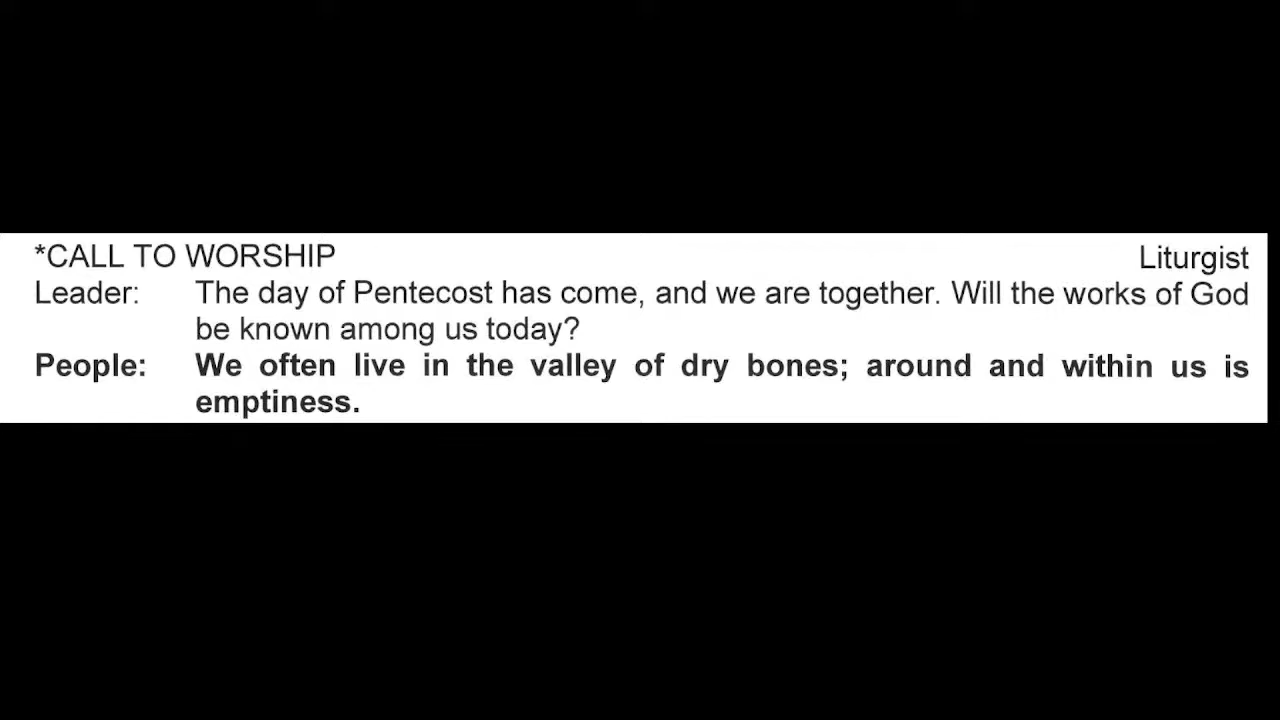 *CALL TO WORSHIP Liturgist
Leader: The day of Pentecost has come, and we are together. Will the works of God
be known among us today?
People: We often live in the valley of dry bones; around and within us is
emptiness.